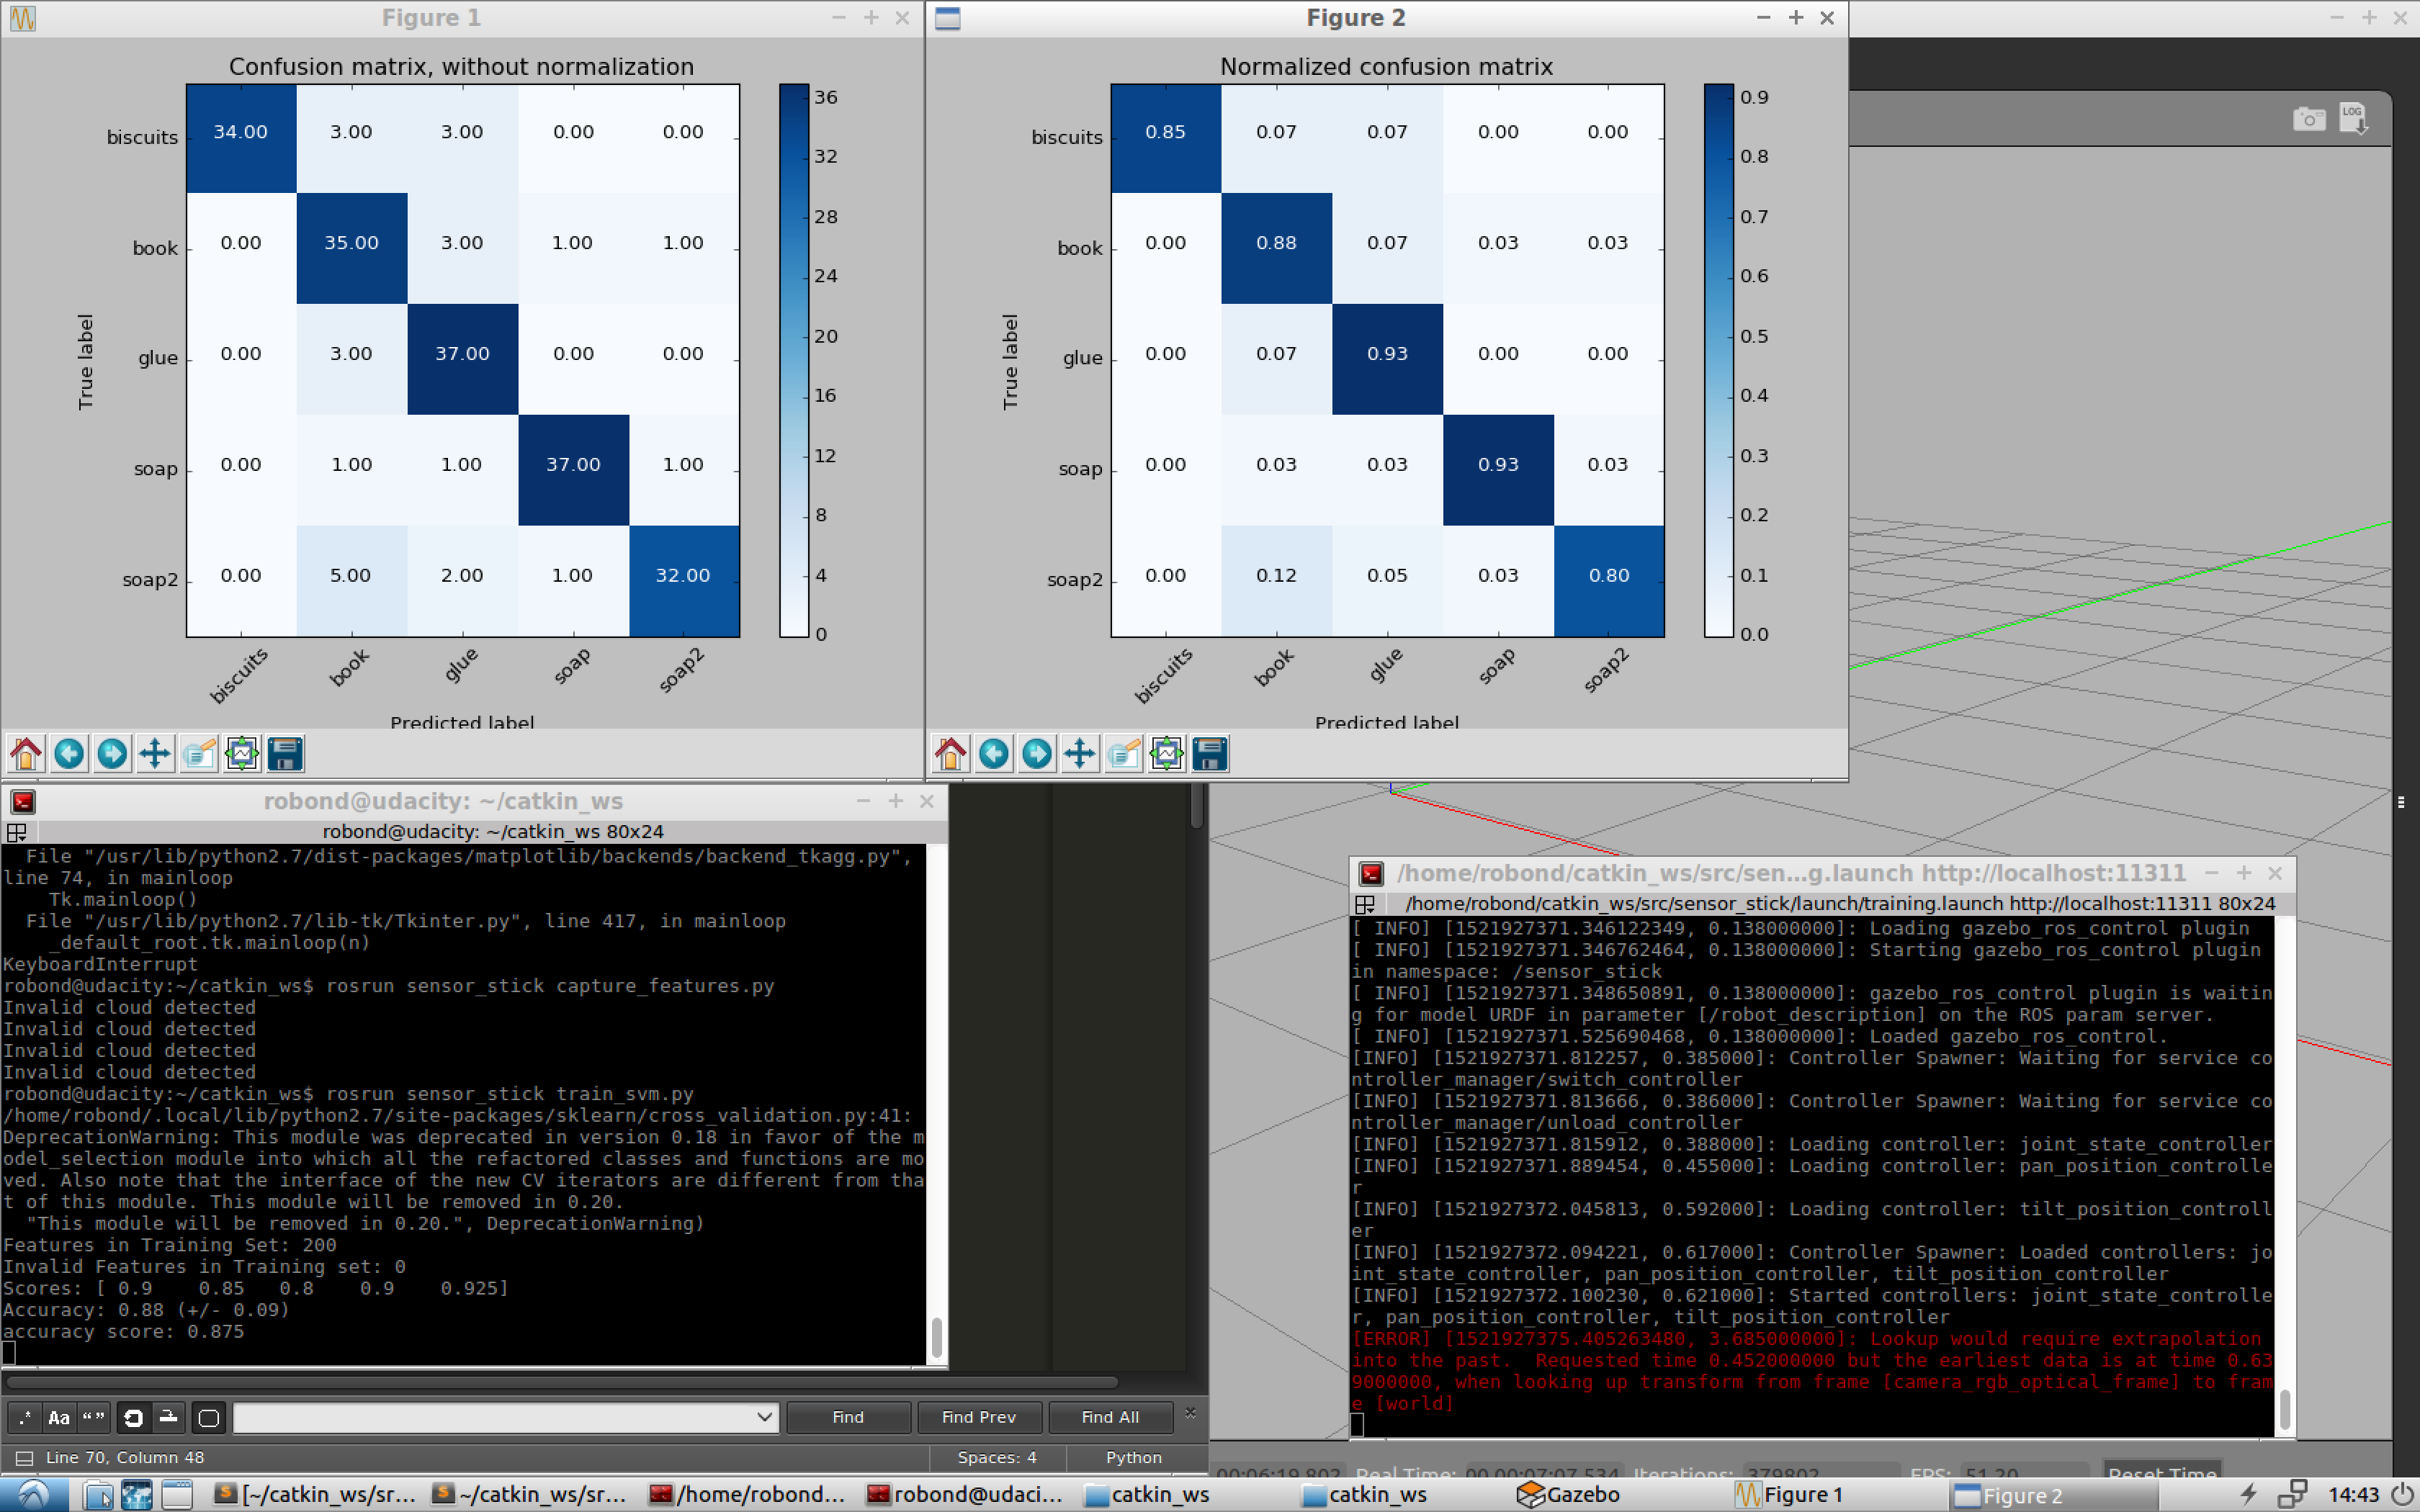 Figure 1
Confusion matrix, without normalization
biscuits 34.00 3.00 3.00 0.00 0.00
book 0.00 35.00 3.00 1.00 1.00
glue 0.00 3.00 37.00 0.00 0.00
soap 0.00 1.00 1.00 37.00 1.00
soap2 0.00 5.00 2.00 1.00 32.00
True label
biscuits book glue soap soap2
Predicted label
36
32
28
24
20
16
12
8
4
0
Figure 2
Normalized confusion matrix
biscuits 0.85 0.07 0.07 0.00 0.00
book 0.00 0.88 0.07 0.03 0.03
glue 0.00 0.07 0.93 0.00 0.00
soap 0.00 0.03 0.03 0.93 0.03
soap2 0.00 0.12 0.05 0.03 0.80
True label
biscuits book glue soap soap2
Predicted label
0.9
0.8
0.7
0.6
0.5
0.4
0.3
0.2
0.1
0.0
LOG
robond@udacity: ~/catkin_ws
robond@udacity: ~/catkin_ws 80x24
File "/usr/lib/python2.7/dist-packages/matplotlib/backends/backend_tkagg.py",
line 74, in mainloop
Tk.mainloop()
File "/usr/lib/python2.7/lib-tk/Tkinter.py", line 417, in mainloop
_default_root.tk.mainloop(n)
KeyboardInterrupt
robond@udacity:~/catkin_ws$ rosrun sensor_stick capture_features.py
Invalid cloud detected
Invalid cloud detected
Invalid cloud detected
Invalid cloud detected
robond@udacity:~/catkin_ws$ rosrun sensor_stick train_svm.py
/home/robond/.local/lib/python2.7/site-packages/sklearn/cross_validation.py:41:
DeprecationWarning: This module was deprecated in version 0.18 in favor of the m
odel_selection module into which all the refactored classes and functions are mo
ved. Also note that the interface of the new CV iterators are different from tha
t of this module. This module will be removed in 0.20.
"This module will be removed in 0.20.", DeprecationWarning)
Features in Training Set: 200
Invalid Features in Training set: 0
Scores: [ 0.9 0.85 0.8 0.9 0.925]
Accuracy: 0.88 (+/- 0.09)
accuracy score: 0.875
/home/robond/catkin_ws/src/sen...g.launch http://localhost:11311
/home/robond/catkin_ws/src/sensor_stick/launch/training.launch http://localhost:11311 80x24
[ INFO] [1521927371.346122349, 0.138000000]: Loading gazebo_ros_control plugin
[ INFO] [1521927371.346762464, 0.138000000]: Starting gazebo_ros_control plugin
in namespace: /sensor_stick
[ INFO] [1521927371.348650891, 0.138000000]: gazebo_ros_control plugin is waitin
g for model URDF in parameter [/robot_description] on the ROS param server.
[ INFO] [1521927371.525690468, 0.138000000]: Loaded gazebo_ros_control.
[INFO] [1521927371.812257, 0.385000]: Controller Spawner: Waiting for service co
ntroller_manager/switch_controller
[INFO] [1521927371.813666, 0.386000]: Controller Spawner: Waiting for service co
ntroller_manager/unload_controller
[INFO] [1521927371.815912, 0.388000]: Loading controller: joint_state_controller
[INFO] [1521927371.889454, 0.455000]: Loading controller: pan_position_controlle
r
[INFO] [1521927372.045813, 0.592000]: Loading controller: tilt_position_controll
er
[INFO] [1521927372.094221, 0.617000]: Controller Spawner: Loaded controllers: jo
int_state_controller, pan_position_controller, tilt_position_controller
[INFO] [1521927372.100230, 0.621000]: Started controllers: joint_state_controlle
r, pan_position_controller, tilt_position_controller
[ERROR] [1521927375.405263480, 3.685000000]: Lookup would require extrapolation
into the past. Requested time 0.452000000 but the earliest data is at time 0.63
9000000, when looking up transform from frame [camera_rgb_optical_frame] to fram
e [world]
.* Aa “” Find Find Prev Find All
Line 70, Column 48 Spaces: 4 Python
00:06:19.802 Real Time: 00 00:07:07.534 Iterations: 379802 FPS: 51.20 Reset Time
[~/catkin_ws/sr... ~/catkin_ws/sr... /home/robond... robond@udaci... catkin_ws catkin_ws Gazebo Figure 1 Figure 2 14:43